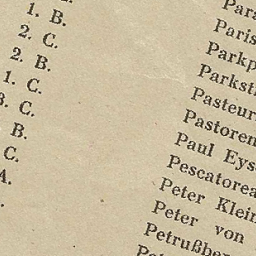 1. B.
2. C.
2. B.
1. C.
3. C.
B.
C.
A.
Para
Paris
Parkp
Parkst
Pasteur
Pastoren
Paul Eys
Pescatorea
Peter Klein
Peter von
Petrußber